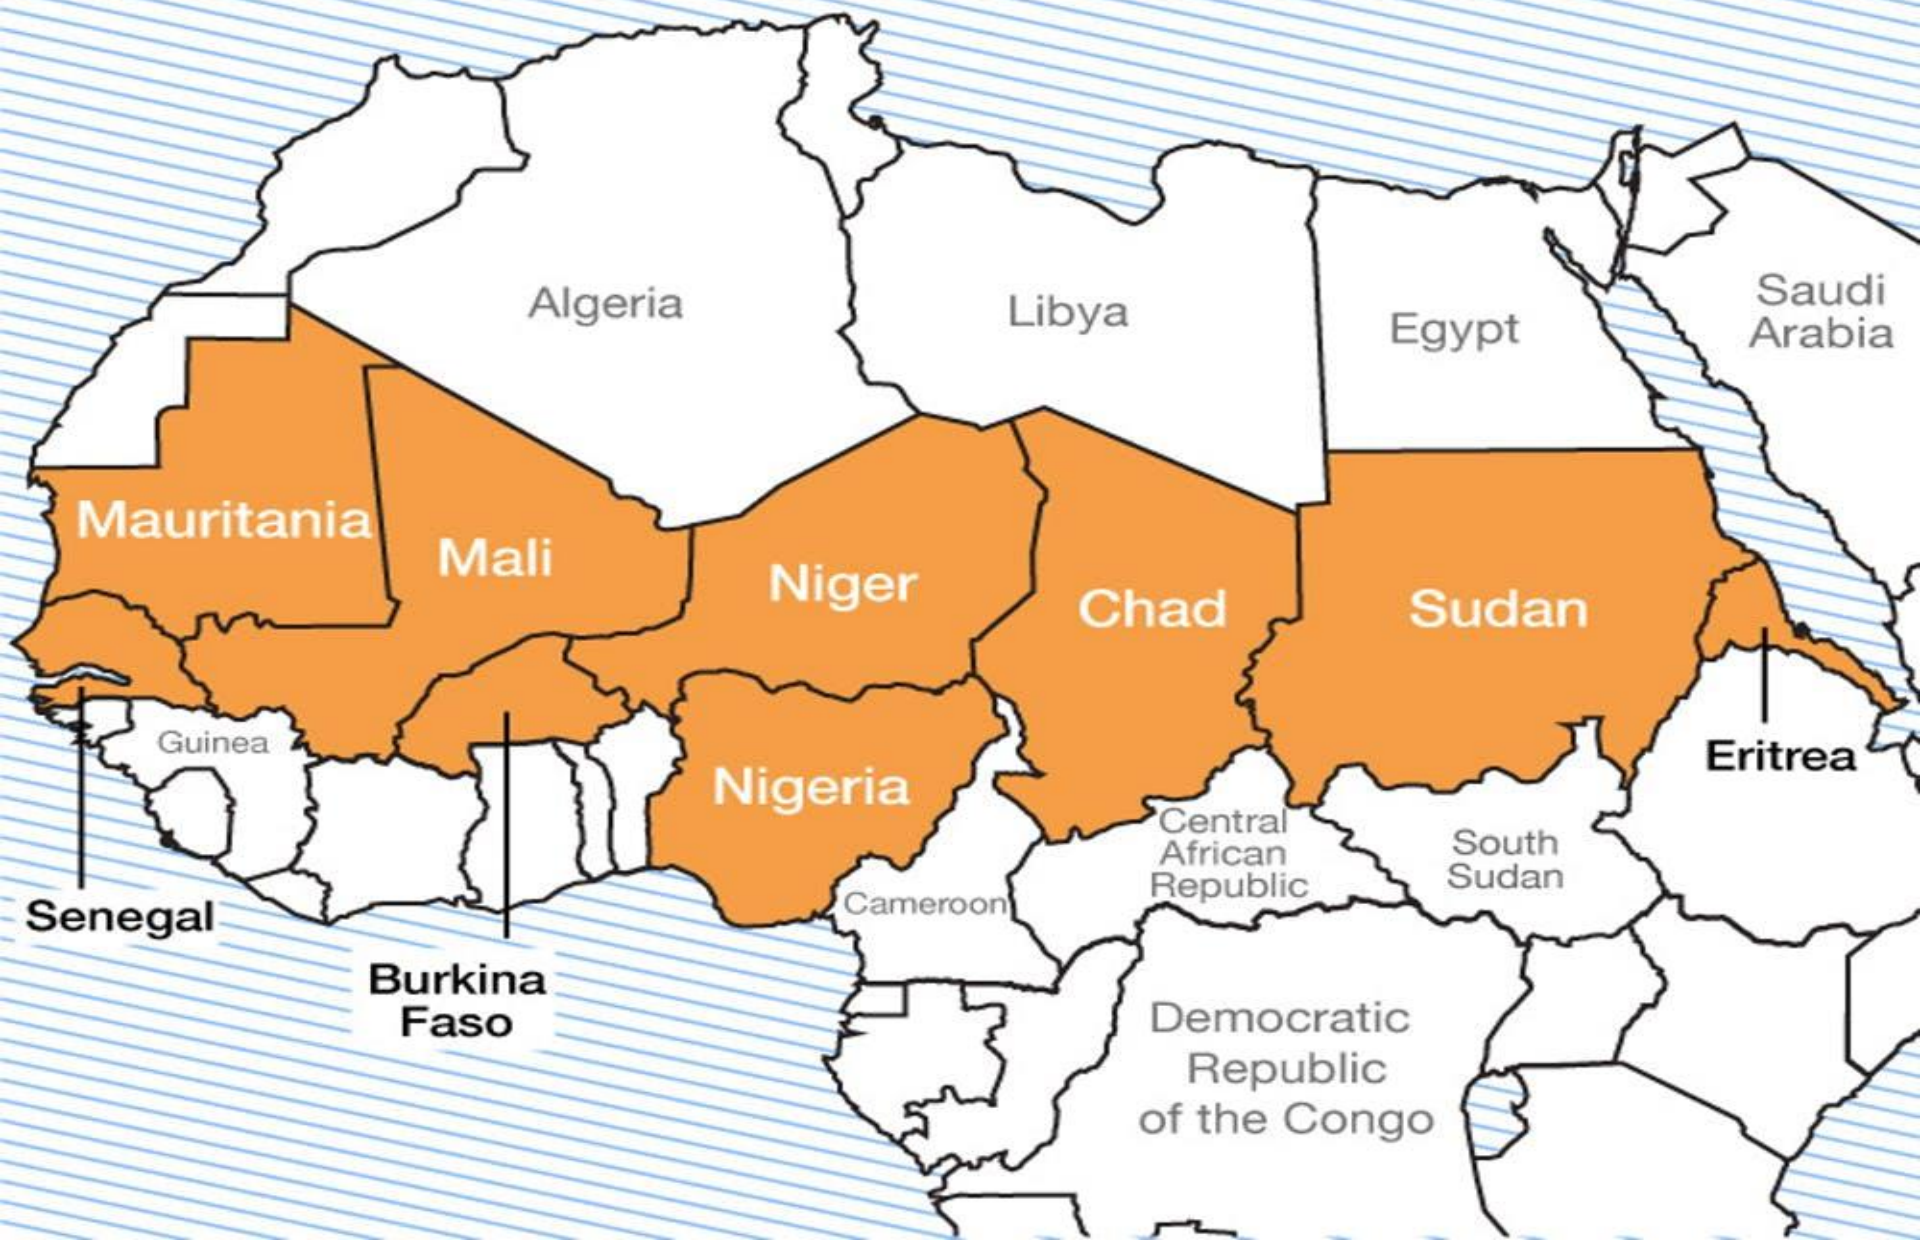 Algeria
Libya
Egypt
Saudi
Arabia
Mauritania
Mali
Niger
Chad
Sudan
Guinea
Nigeria
Eritrea
Central
African
Republic
South
Sudan
Cameroon
Senegal
Burkina
Faso
Democratic
Republic
of the Congo